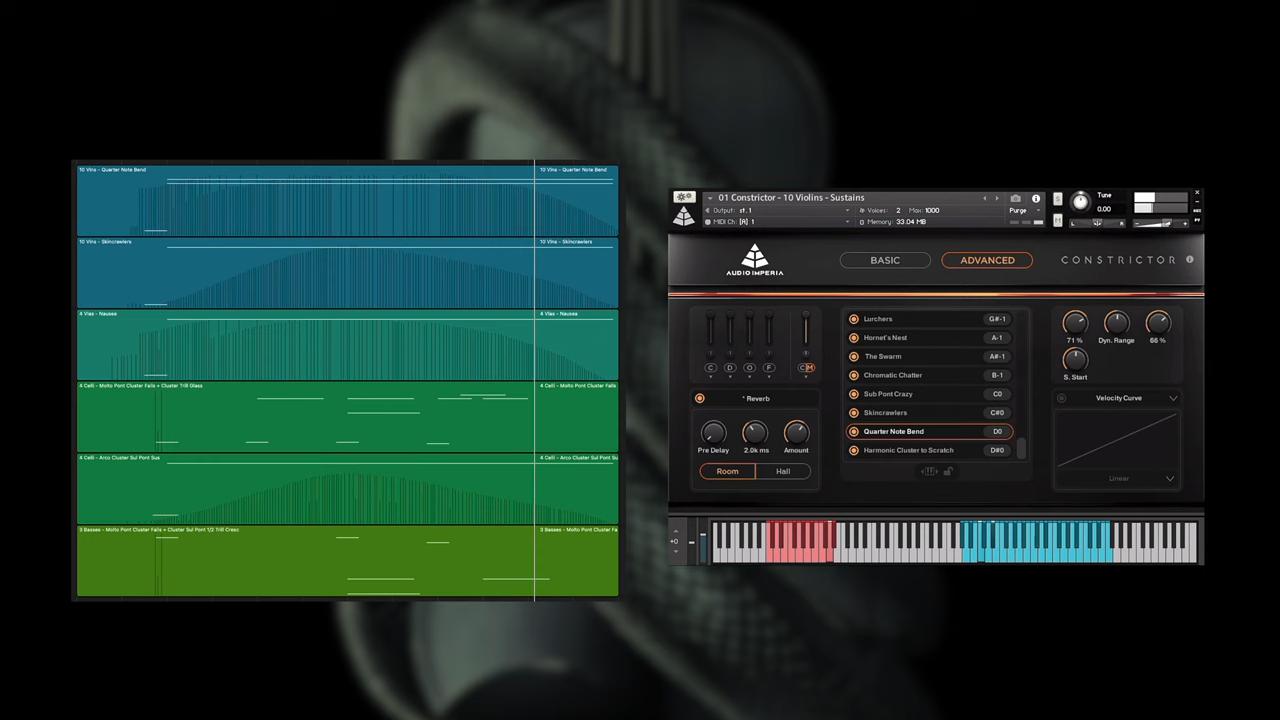 10 Vlns - Quarter Note Bend
10 Vlns - Quarter Note Bend
10 Vlns - Skincrawlers
10 Vlns - Skincrawlers
4 Vlas - Nausea
4 Vlas - Nausea
4 Celli - Molto Pont Cluster Falls + Cluster Trill Glass
4 Celli - Molto Pont Cluster Falls
4 Celli - Arco Cluster Sul Pont Sus
4 Celli - Arco Cluster Sul Pont Su
3 Basses - Molto Pont Cluster Falls + Cluster Sul Pont 1/2 Trill Cresc
3 Basses - Molto Pont Cluster Fa
01 Constrictor - 10 Violins - Sustains
Output: st. 1
Voices: 2 Max: 1000
Purge
MIDI Ch: [A] 1
Memory: 33.04 MB
S
M
Tune
0.00
L
R
AUDIO IMPERIA
BASIC
ADVANCED
CONSTRICTOR
C
D
O
F
CM
Reverb
Pre Delay
2.0k ms
Amount
Room
Hall
Lurchers G#-1
Hornet's Nest A-1
The Swarm A#-1
Chromatic Chatter B-1
Sub Pont Crazy C0
Skincrawlers C#0
Quarter Note Bend D0
Harmonic Cluster to Scratch D#0
71 %
Dyn. Range
66 %
S. Start
Velocity Curve
Linear
+0